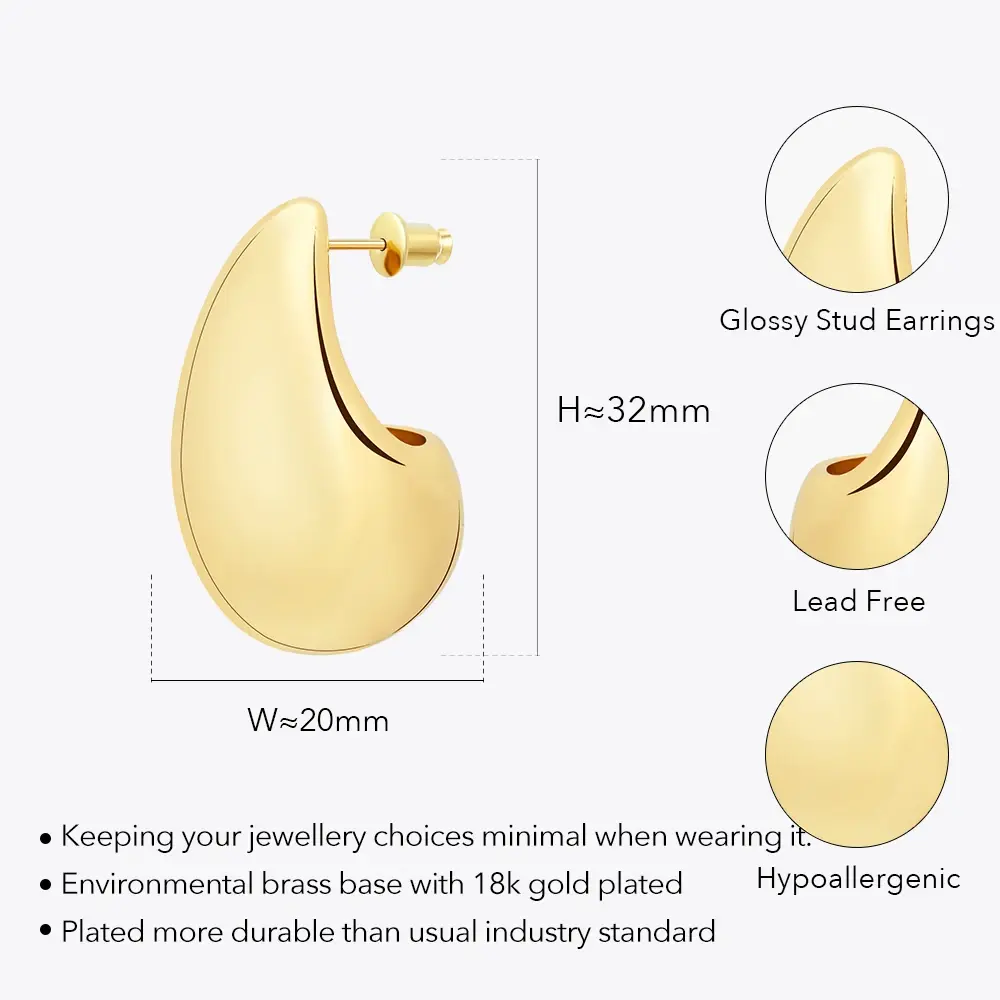 Glossy Stud Earrings
H≈32mm
Lead Free
W≈20mm
Hypoallergenic
• Keeping your jewellery choices minimal when wearing it.
• Environmental brass base with 18k gold plated
• Plated more durable than usual industry standard